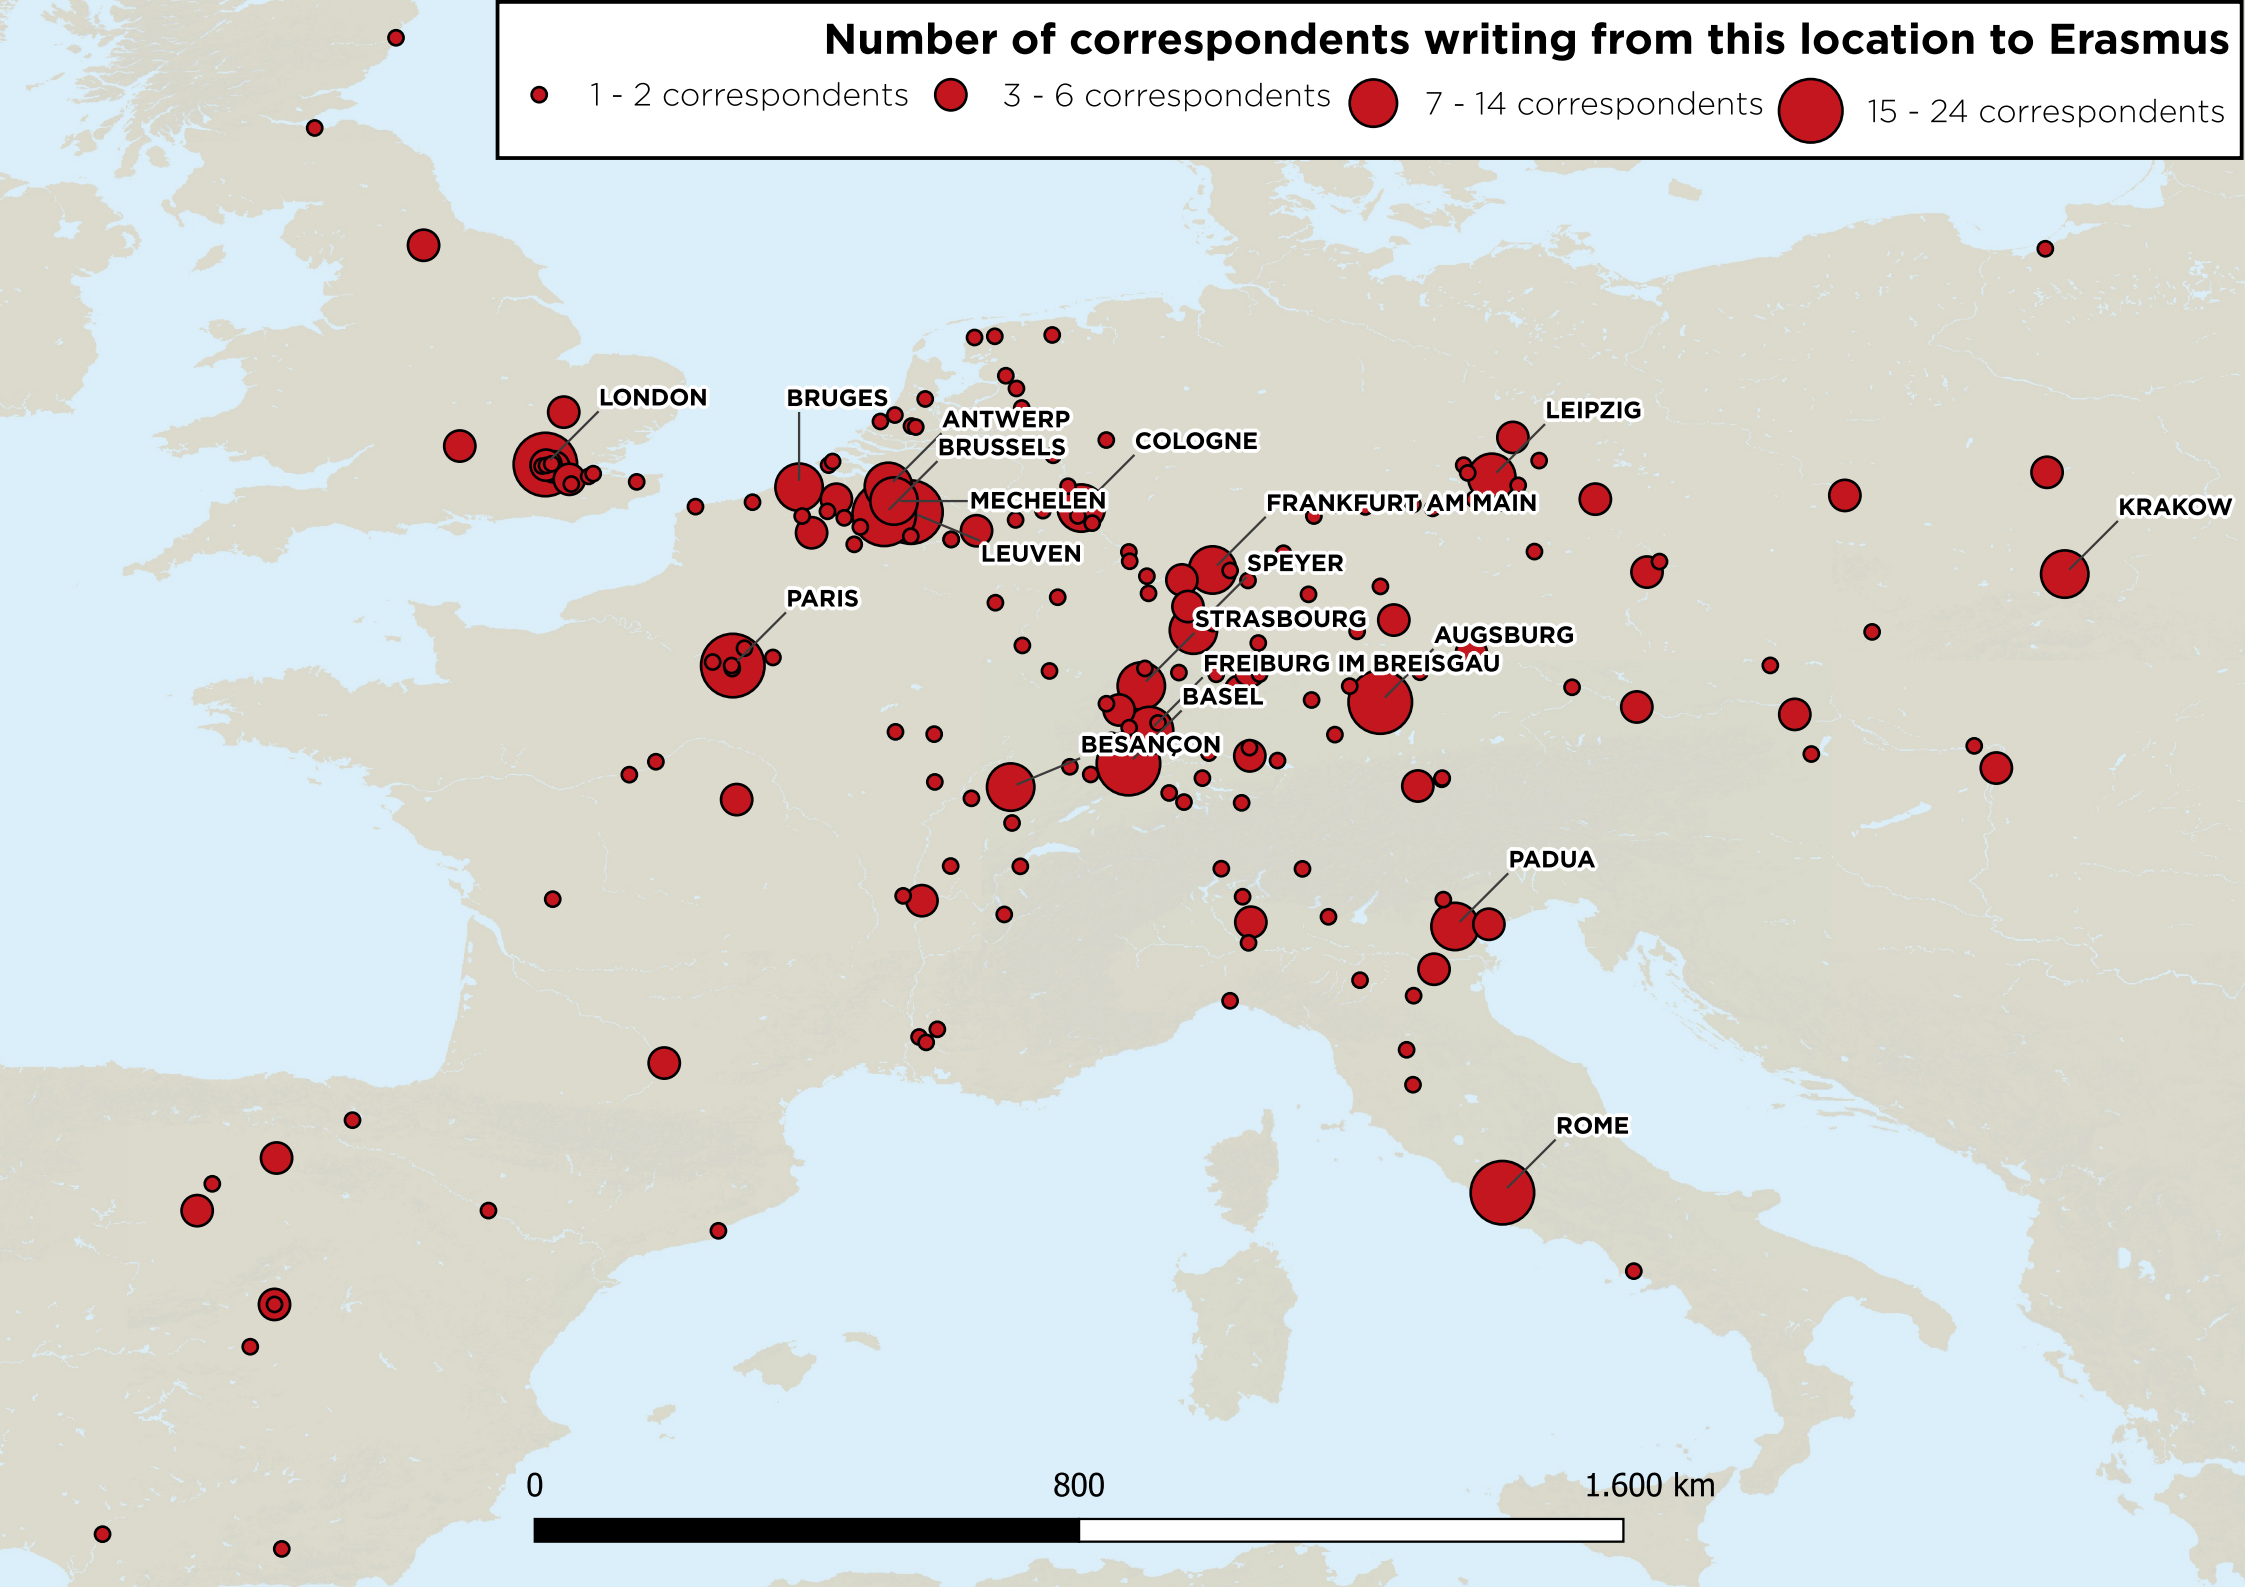 Number of correspondents writing from this location to Erasmus
1 - 2 correspondents
3 - 6 correspondents
7 - 14 correspondents
15 - 24 correspondents
LONDON
BRUGES
ANTWERP
BRUSSELS
COLOGNE
LEIPZIG
MECHELEN
FRANKFURT AM MAIN
KRAKOW
LEUVEN
SPEYER
PARIS
STRASBOURG
AUGSBURG
FREIBURG IM BREISGAU
BASEL
BESANÇON
PADUA
ROME
0
800
1.600 km